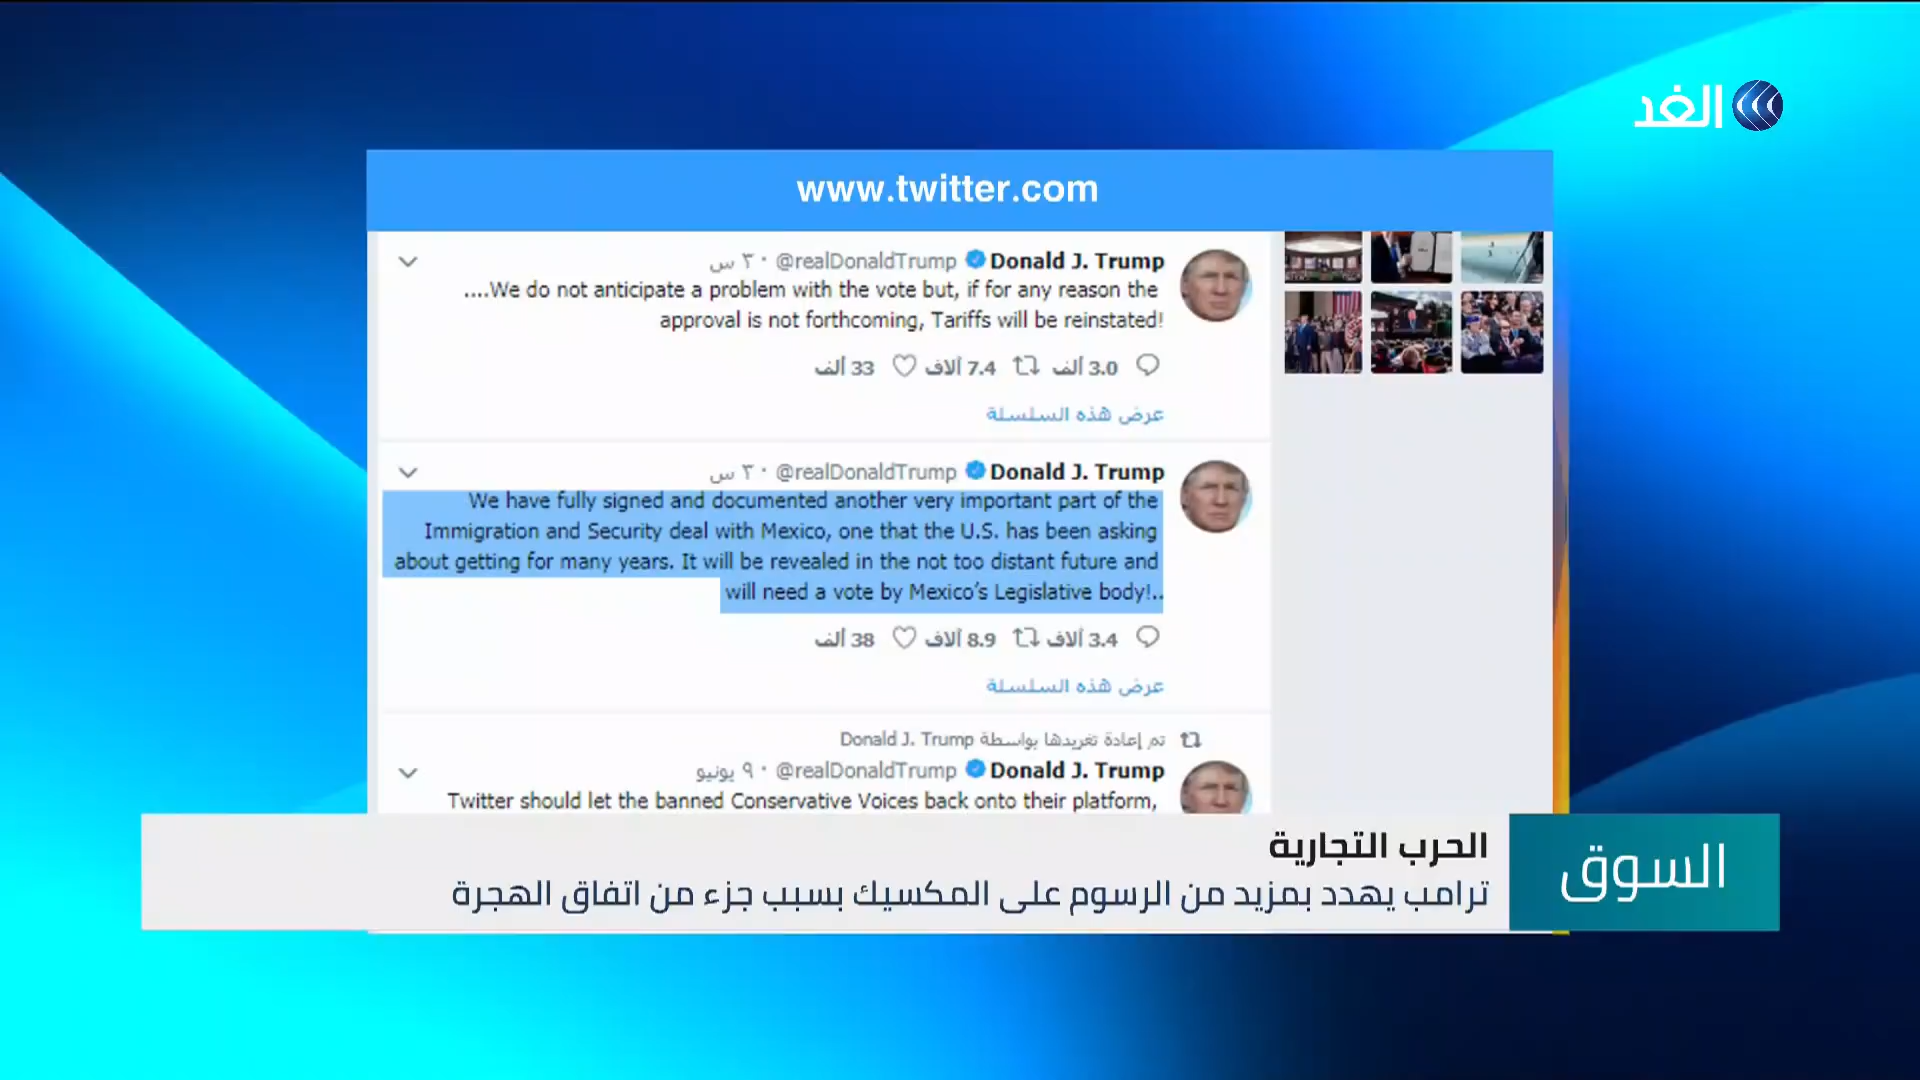 الغد
www.twitter.com
Donald J. Trump @realDonaldTrump · ٣ س
....We do not anticipate a problem with the vote but, if for any reason the
approval is not forthcoming, Tariffs will be reinstated!
3.0 ألف 7.4 آلاف 33 ألف
عرض هذه السلسلة
Donald J. Trump @realDonaldTrump · ٣ س
We have fully signed and documented another very important part of the
Immigration and Security deal with Mexico, one that the U.S. has been asking
about getting for many years. It will be revealed in the not too distant future and
will need a vote by Mexico’s Legislative body!..
3.4 آلاف 8.9 آلاف 38 ألف
عرض هذه السلسلة
تم إعادة تغريدها بواسطة Donald J. Trump
Donald J. Trump @realDonaldTrump · ٩ يونيو
Twitter should let the banned Conservative Voices back onto their platform,
السوق
الحرب التجارية
ترامب يهدد بمزيد من الرسوم على المكسيك بسبب جزء من اتفاق الهجرة